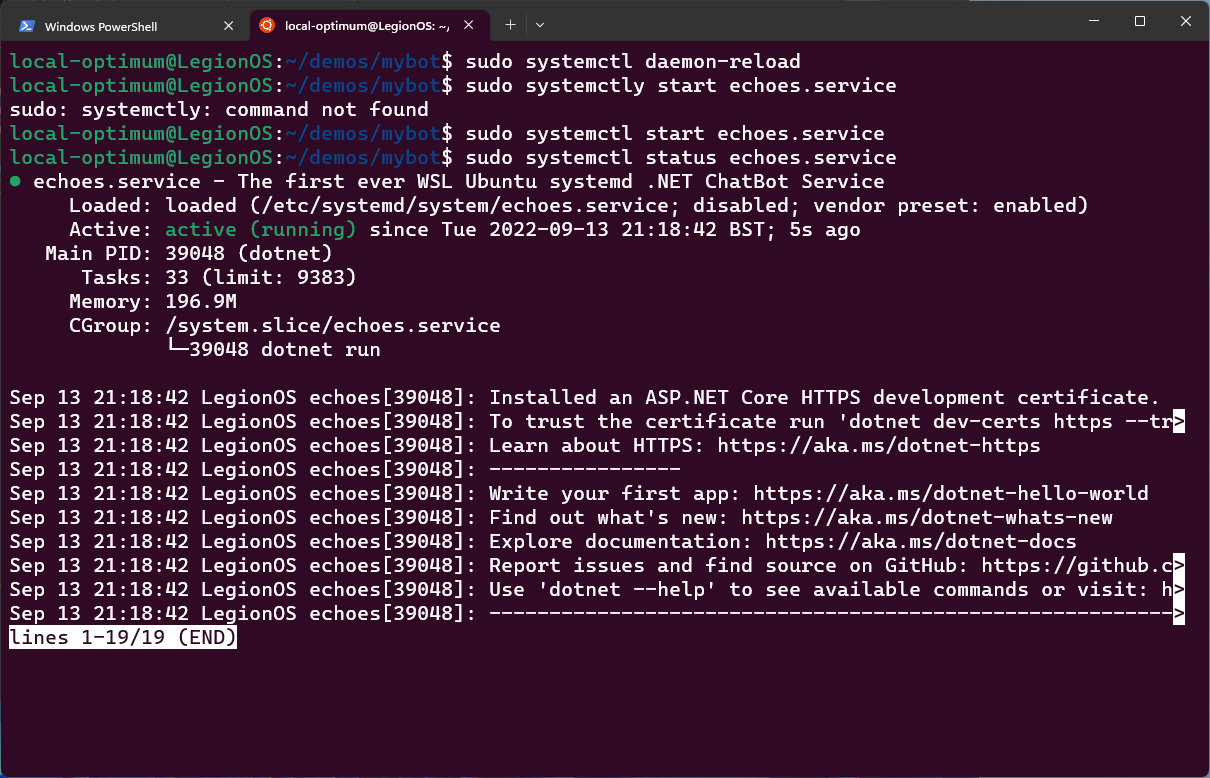 Windows PowerShell
local-optimum@LegionOS: ~/
local-optimum@LegionOS:~/demos/mybot$ sudo systemctl daemon-reload
local-optimum@LegionOS:~/demos/mybot$ sudo systemctly start echoes.service
sudo: systemctly: command not found
local-optimum@LegionOS:~/demos/mybot$ sudo systemctl start echoes.service
local-optimum@LegionOS:~/demos/mybot$ sudo systemctl status echoes.service
● echoes.service - The first ever WSL Ubuntu systemd .NET ChatBot Service
Loaded: loaded (/etc/systemd/system/echoes.service; disabled; vendor preset: enabled)
Active: active (running) since Tue 2022-09-13 21:18:42 BST; 5s ago
Main PID: 39048 (dotnet)
Tasks: 33 (limit: 9383)
Memory: 196.9M
CGroup: /system.slice/echoes.service
└─39048 dotnet run
Sep 13 21:18:42 LegionOS echoes[39048]: Installed an ASP.NET Core HTTPS development certificate.
Sep 13 21:18:42 LegionOS echoes[39048]: To trust the certificate run 'dotnet dev-certs https --tr>
Sep 13 21:18:42 LegionOS echoes[39048]: Learn about HTTPS: https://aka.ms/dotnet-https
Sep 13 21:18:42 LegionOS echoes[39048]: ----------------
Sep 13 21:18:42 LegionOS echoes[39048]: Write your first app: https://aka.ms/dotnet-hello-world
Sep 13 21:18:42 LegionOS echoes[39048]: Find out what's new: https://aka.ms/dotnet-whats-new
Sep 13 21:18:42 LegionOS echoes[39048]: Explore documentation: https://aka.ms/dotnet-docs
Sep 13 21:18:42 LegionOS echoes[39048]: Report issues and find source on GitHub: https://github.c>
Sep 13 21:18:42 LegionOS echoes[39048]: Use 'dotnet --help' to see available commands or visit: h>
Sep 13 21:18:42 LegionOS echoes[39048]: ---------------------------------------------------------> 
lines 1-19/19 (END)